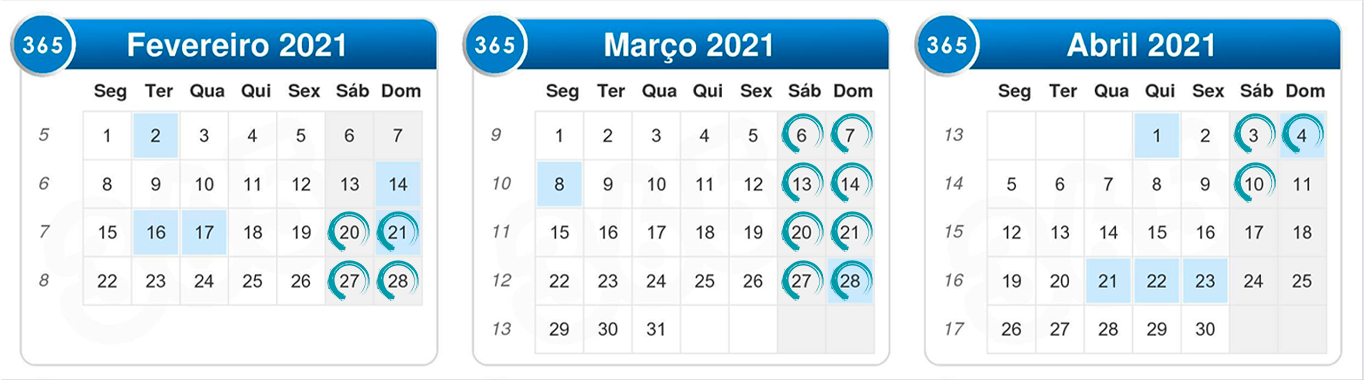 365 Fevereiro 2021
Seg Ter Qua Qui Sex Sáb Dom
5 1 2 3 4 5 6 7
6 8 9 10 11 12 13 14
7 15 16 17 18 19 20 21
8 22 23 24 25 26 27 28
365 Março 2021
Seg Ter Qua Qui Sex Sáb Dom
9 1 2 3 4 5 6 7
10 8 9 10 11 12 13 14
11 15 16 17 18 19 20 21
12 22 23 24 25 26 27 28
13 29 30 31
365 Abril 2021
Seg Ter Qua Qui Sex Sáb Dom
13 1 2 3 4
14 5 6 7 8 9 10 11
15 12 13 14 15 16 17 18
16 19 20 21 22 23 24 25
17 26 27 28 29 30